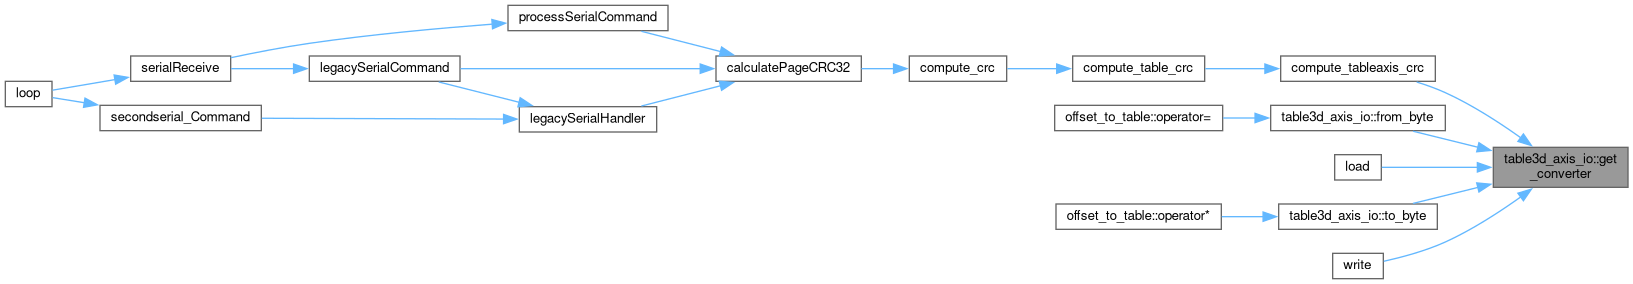 processSerialCommand
serialReceive
legacySerialCommand
calculatePageCRC32
compute_crc
compute_table_crc
compute_tableaxis_crc
loop
secondserial_Command
legacySerialHandler
offset_to_table::operator=
table3d_axis_io::from_byte
load
table3d_axis_io::get
_converter
offset_to_table::operator*
table3d_axis_io::to_byte
write